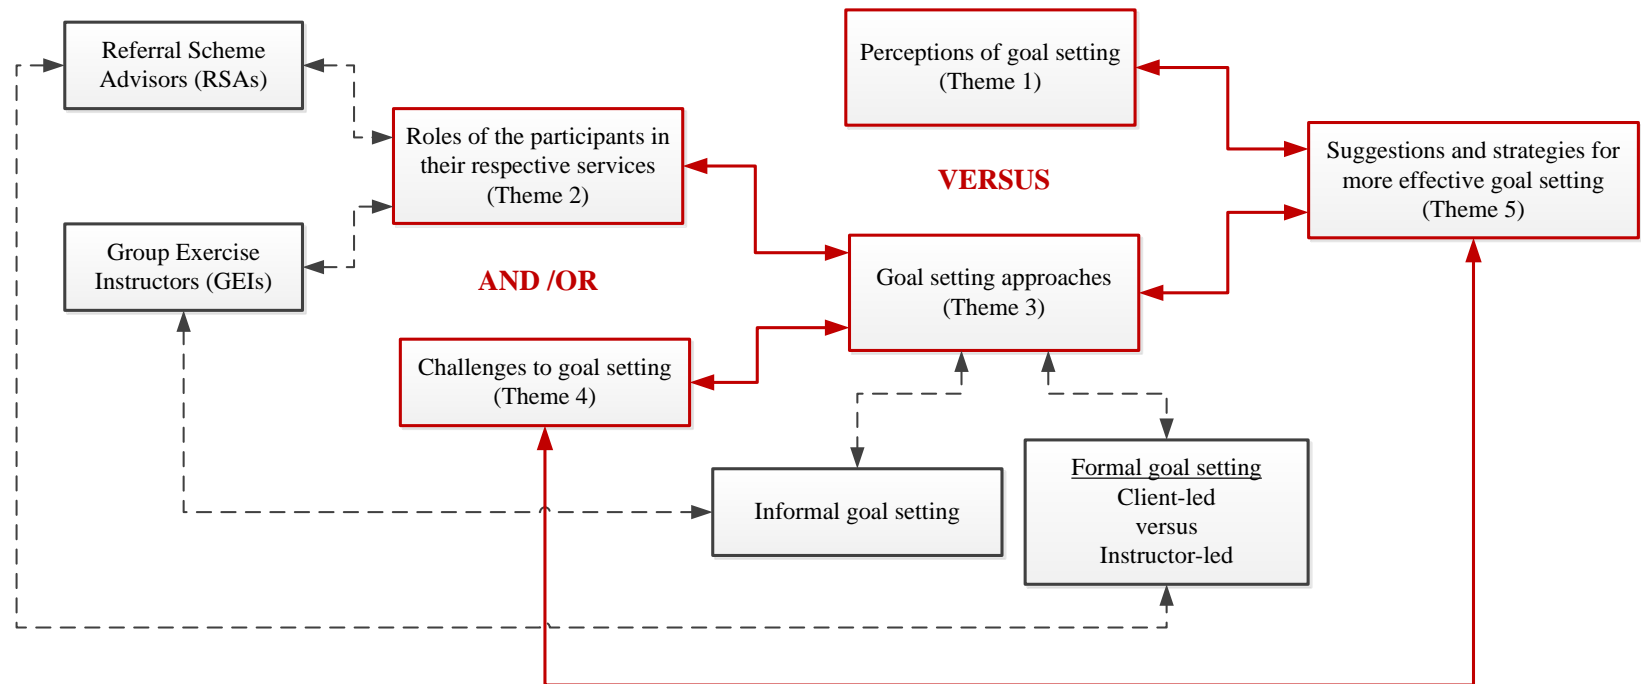 Referral Scheme
Advisors (RSAs)
Perceptions of goal setting
(Theme 1)
Roles of the participants in
their respective services
(Theme 2)
Suggestions and strategies for
more effective goal setting
(Theme 5)
VERSUS
Group Exercise
Instructors (GEIs)
AND /OR
Goal setting approaches
(Theme 3)
Challenges to goal setting
(Theme 4)
Informal goal setting
Formal goal setting
Client-led
versus
Instructor-led